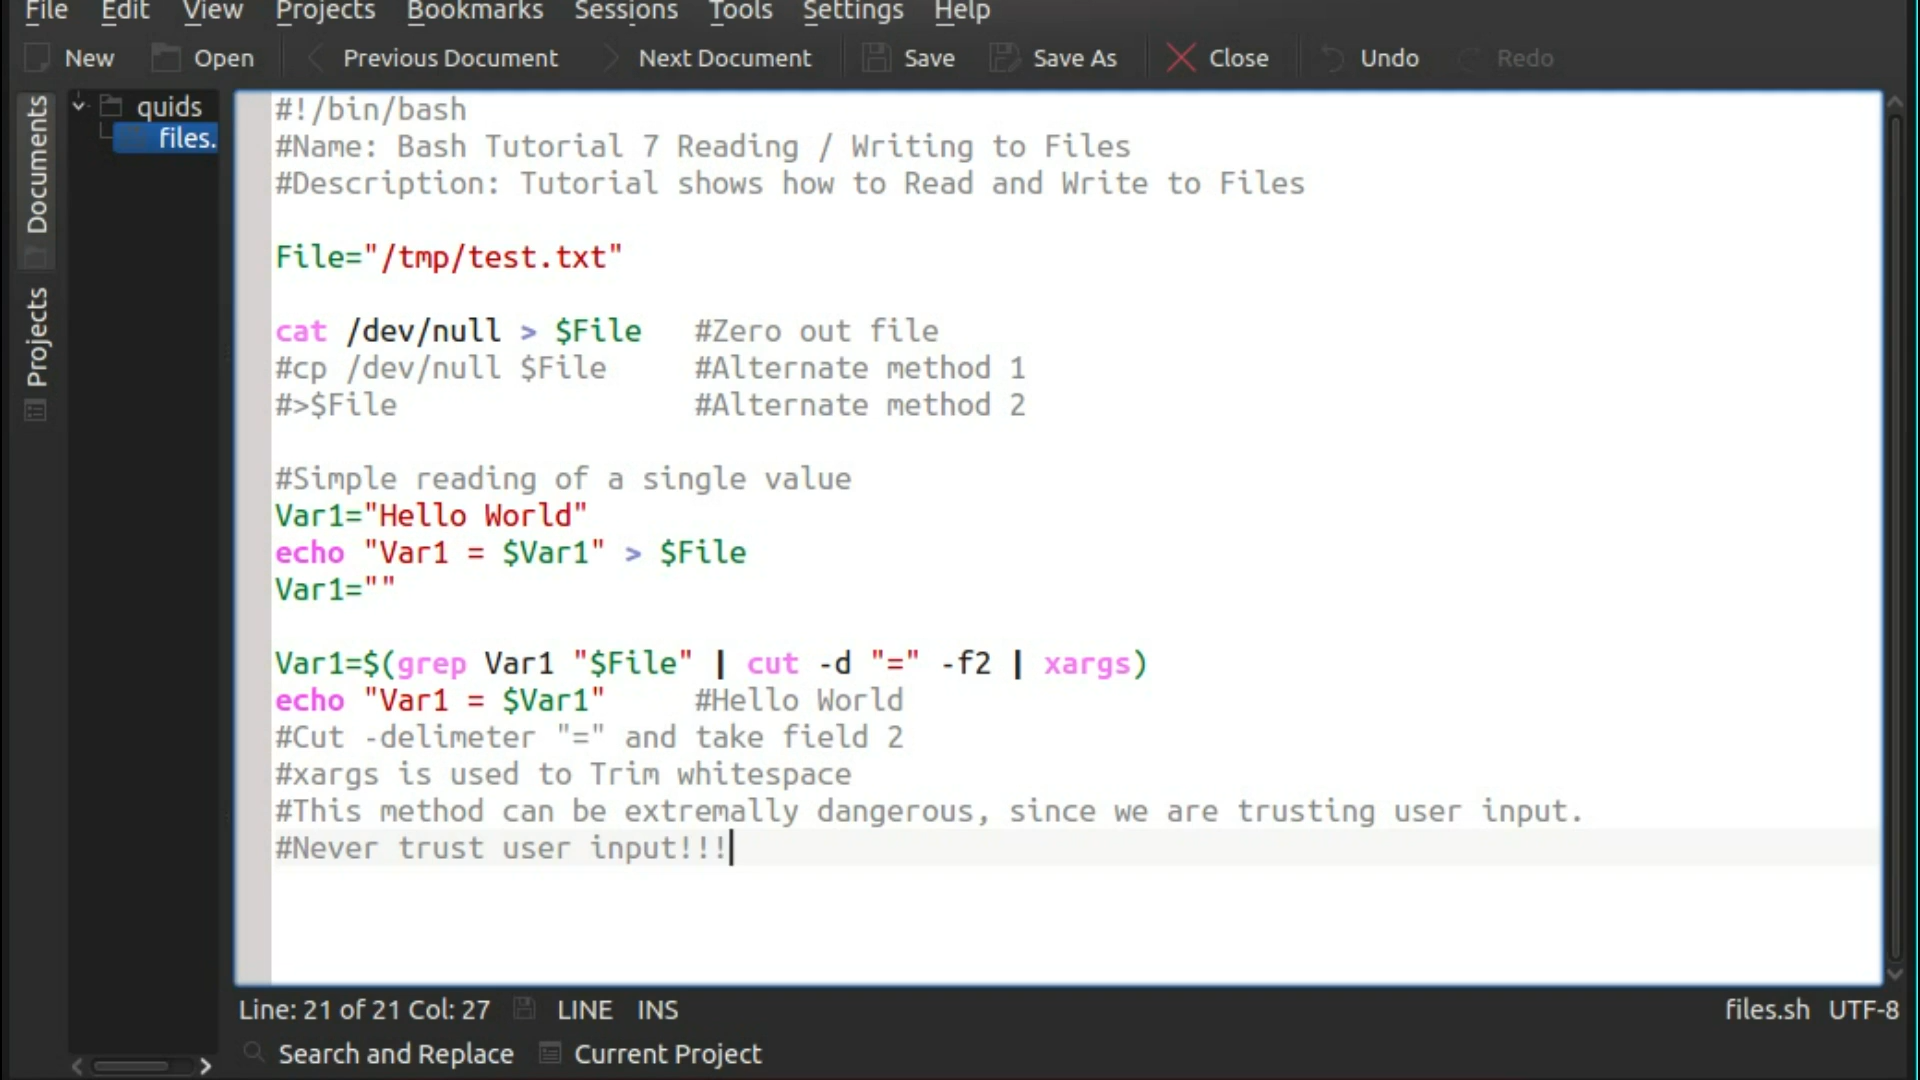 File Edit View Projects Bookmarks Sessions Tools Settings Help
New Open Previous Document Next Document Save Save As Close Undo Redo
Documents
Projects
quids
files.
#!/bin/bash
#Name: Bash Tutorial 7 Reading / Writing to Files
#Description: Tutorial shows how to Read and Write to Files
File="/tmp/test.txt"
cat /dev/null > $File #Zero out file
#cp /dev/null $File #Alternate method 1
#>$File #Alternate method 2
#Simple reading of a single value
Var1="Hello World"
echo "Var1 = $Var1" > $File
Var1=""
Var1=$(grep Var1 "$File" | cut -d "=" -f2 | xargs)
echo "Var1 = $Var1" #Hello World
#Cut -delimeter "=" and take field 2
#xargs is used to Trim whitespace
#This method can be extremally dangerous, since we are trusting user input.
#Never trust user input!!!
Line: 21 of 21 Col: 27 LINE INS files.sh UTF-8
Search and Replace Current Project